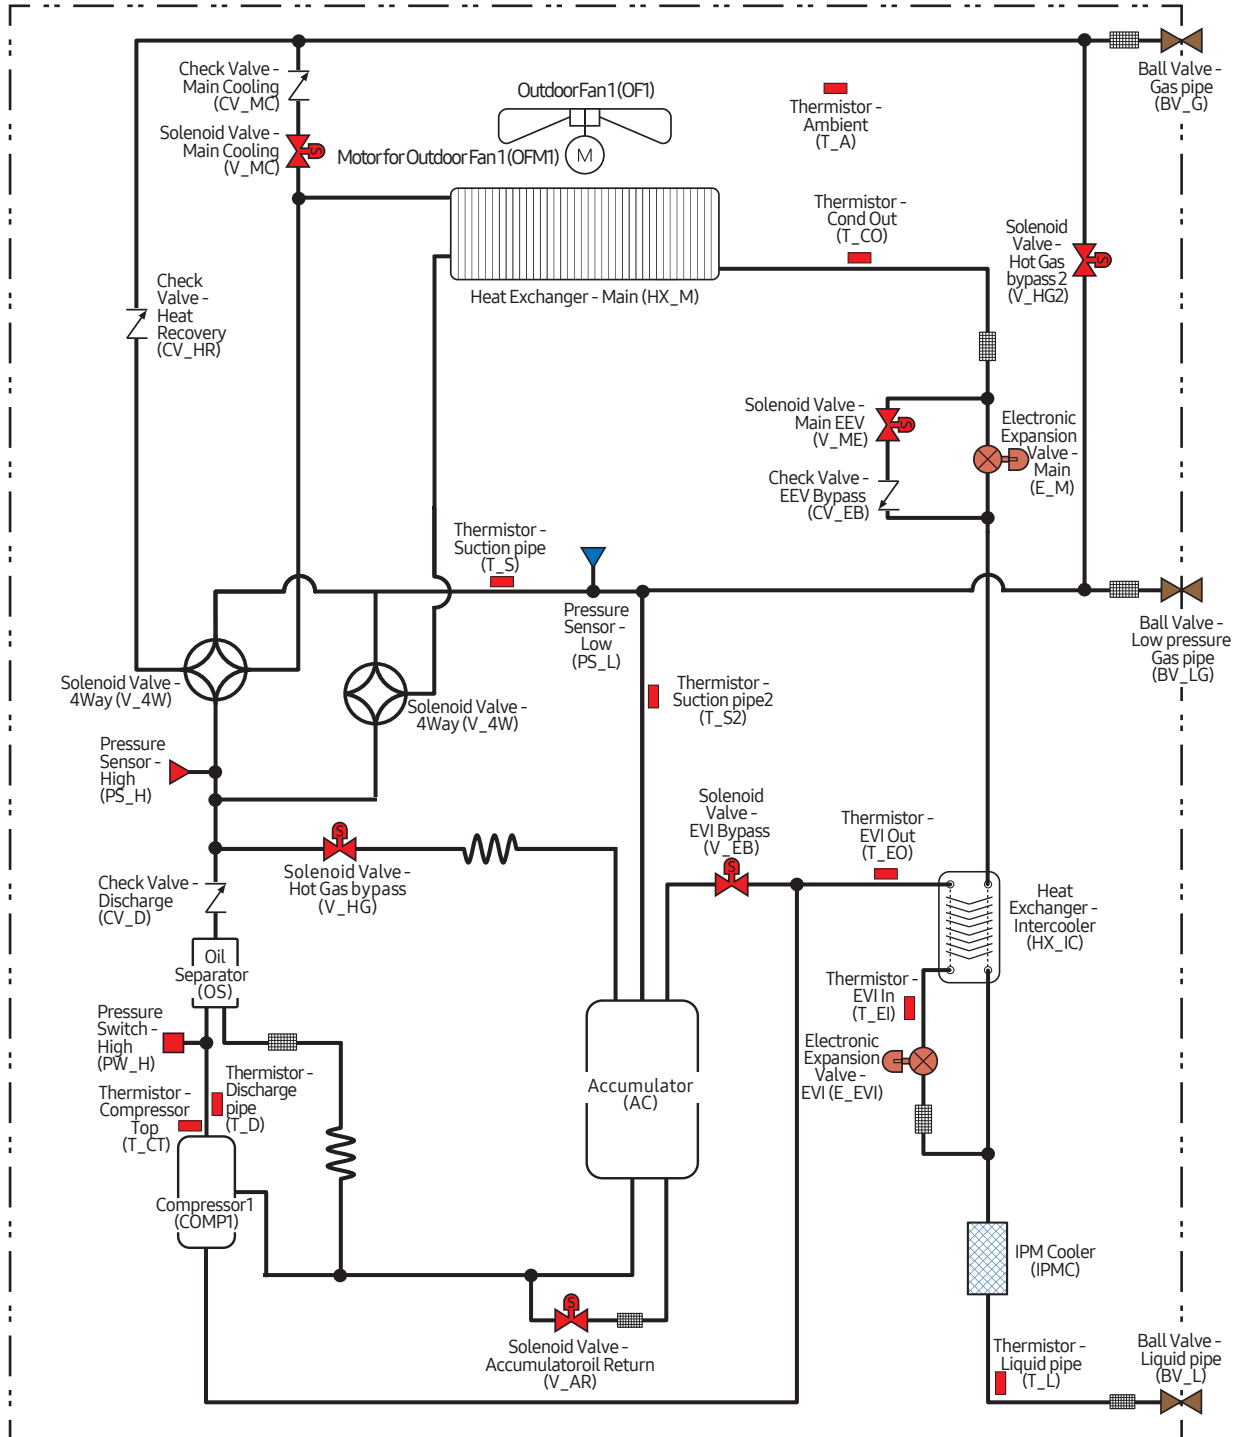 Check Valve -
Main Cooling
(CV_MC)
Solenoid Valve -
Main Cooling
(V_MC)
S
Outdoor Fan 1 (OF1)
Motor for Outdoor Fan 1 (OFM1)
M
Thermistor -
Ambient
(T_A)
Ball Valve -
Gas pipe
(BV_G)
Thermistor -
Cond Out
(T_CO)
Heat Exchanger - Main (HX_M)
Solenoid
Valve -
Hot Gas
bypass 2
(V_HG2)
S
Check
Valve -
Heat
Recovery
(CV_HR)
Solenoid Valve -
Main EEV
(V_ME)
S
Electronic
Expansion
Valve -
Main
(E_M)
Check Valve -
EEV Bypass
(CV_EB)
Thermistor -
Suction pipe
(T_S)
Pressure
Sensor -
Low
(PS_L)
Ball Valve -
Low pressure
Gas pipe
(BV_LG)
Solenoid Valve -
4Way (V_4W)
Solenoid Valve -
4Way (V_4W)
Thermistor -
Suction pipe2
(T_S2)
Pressure
Sensor -
High
(PS_H)
S
Solenoid Valve -
Hot Gas bypass
(V_HG)
Solenoid
Valve -
EVI Bypass
(V_EB)
S
Thermistor -
EVI Out
(T_EO)
Check Valve -
Discharge
(CV_D)
Heat
Exchanger -
Intercooler
(HX_IC)
Oil
Separator
(OS)
Thermistor -
EVI In
(T_EI)
Pressure
Switch -
High
(PW_H)
Electronic
Expansion
Valve -
EVI (E_EVI)
Thermistor -
Discharge
pipe
(T_D)
Thermistor -
Compressor
Top
(T_CT)
Accumulator
(AC)
Compressor1
(COMP1)
IPM Cooler
(IPMC)
S
Solenoid Valve -
Accumulatoroil Return
(V_AR)
Thermistor -
Liquid pipe
(T_L)
Ball Valve -
Liquid pipe
(BV_L)